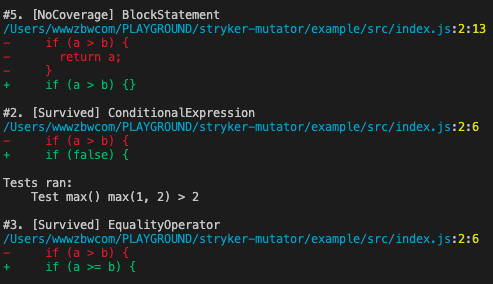 #5. [NoCoverage] BlockStatement
/Users/wwwzbwcom/PLAYGROUND/stryker-mutator/example/src/index.js:2:13
-     if (a > b) {
-       return a;
-     }
+     if (a > b) {}
#2. [Survived] ConditionalExpression
/Users/wwwzbwcom/PLAYGROUND/stryker-mutator/example/src/index.js:2:6
-     if (a > b) {
+     if (false) {
Tests ran:
    Test max() max(1, 2) > 2
#3. [Survived] EqualityOperator
/Users/wwwzbwcom/PLAYGROUND/stryker-mutator/example/src/index.js:2:6
-     if (a > b) {
+     if (a >= b) {